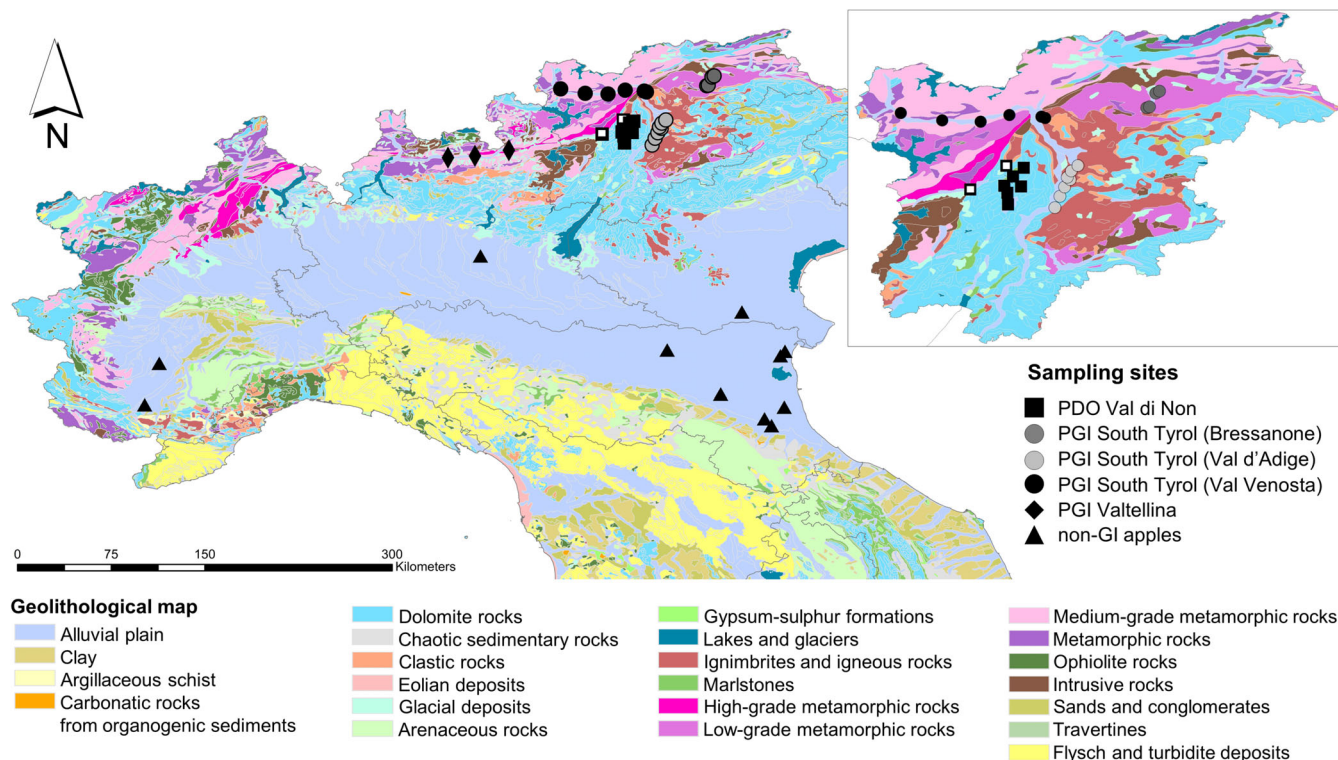 N
Sampling sites
PDO Val di Non
PGI South Tyrol (Bressanone)
PGI South Tyrol (Val d'Adige)
PGI South Tyrol (Val Venosta)
PGI Valtellina
non-GI apples
0 75 150 300
Kilometers
Geolithological map
Alluvial plain
Clay
Argillaceous schist
Carbonatic rocks
from organogenic sediments
Dolomite rocks
Chaotic sedimentary rocks
Clastic rocks
Eolian deposits
Glacial deposits
Arenaceous rocks
Gypsum-sulphur formations
Lakes and glaciers
Ignimbrites and igneous rocks
Marlstones
High-grade metamorphic rocks
Low-grade metamorphic rocks
Medium-grade metamorphic rocks
Metamorphic rocks
Ophiolite rocks
Intrusive rocks
Sands and conglomerates
Travertines
Flysch and turbidite deposits